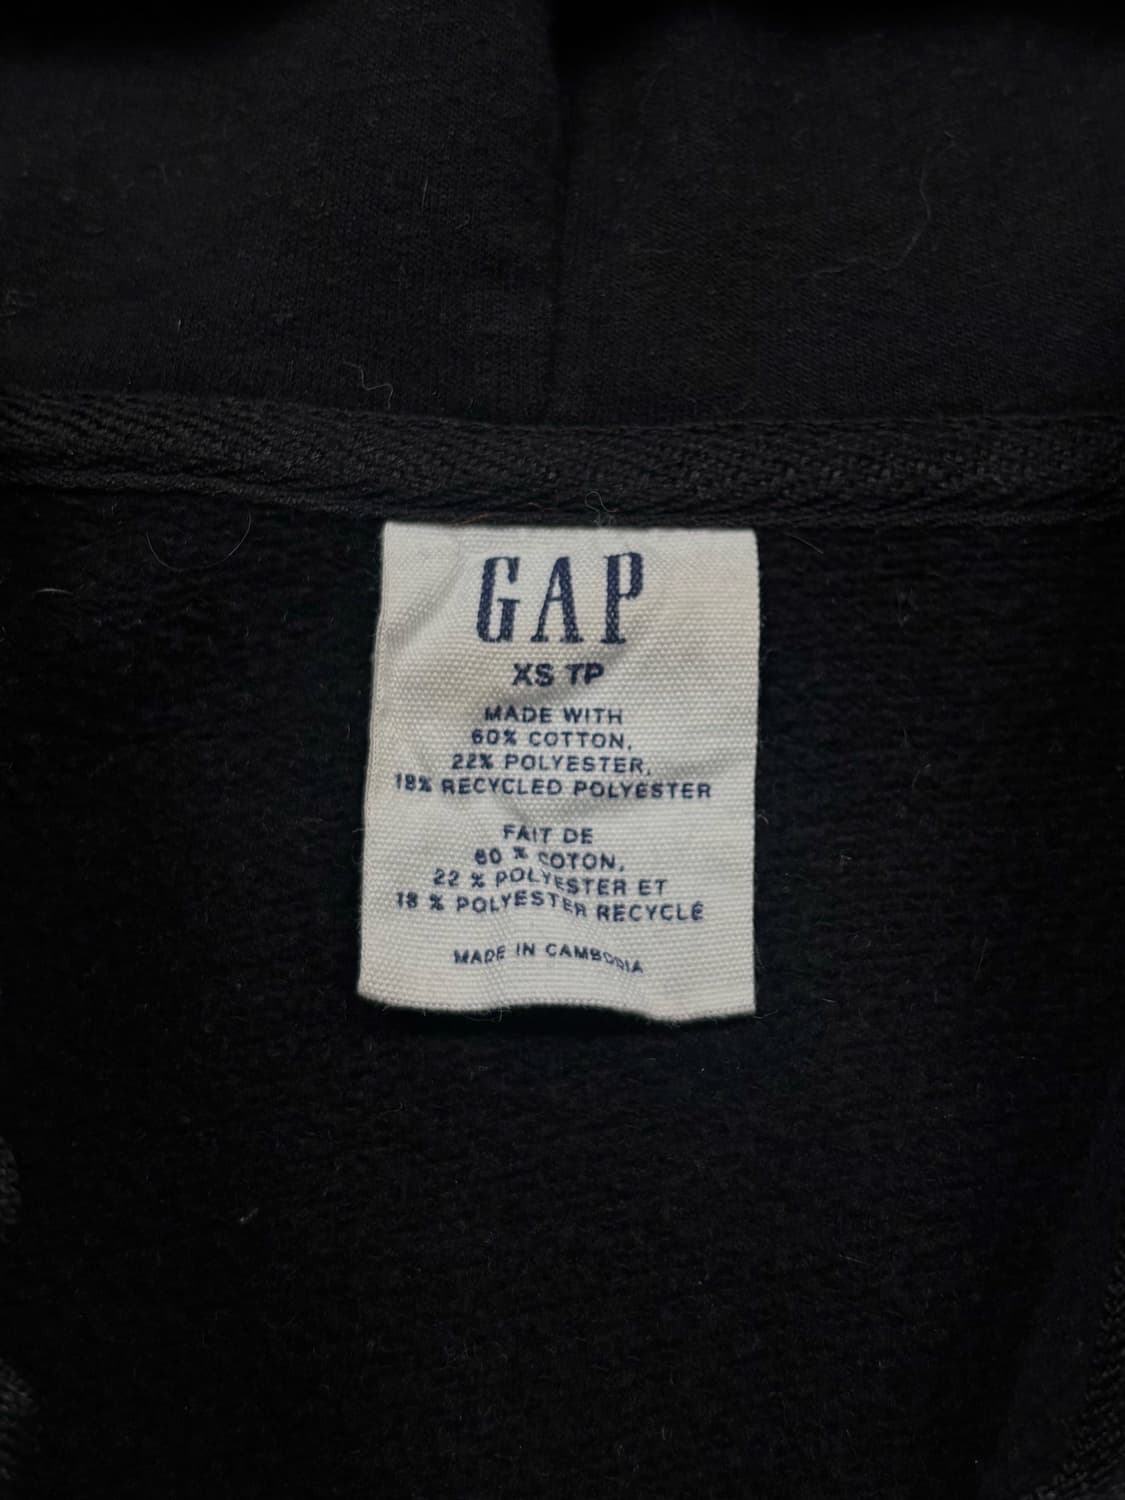 GAP
XS TP
MADE WITH
60% COTTON,
22% POLYESTER,
18% RECYCLED POLYESTER
FAIT DE
60 % COTON,
22 % POLYESTER ET
18 % POLYESTER RECYCLÉ
MADE IN CAMBODIA